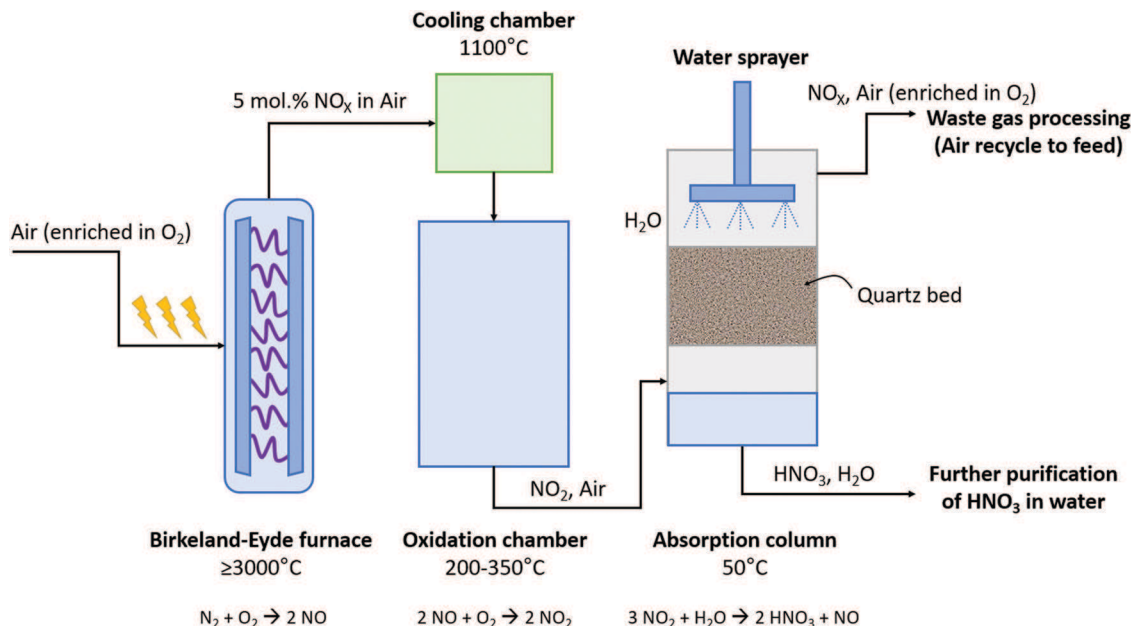 Cooling chamber
1100°C
Water sprayer
5 mol.% NOₓ in Air
NOₓ, Air (enriched in O₂)
Waste gas processing
(Air recycle to feed)
Air (enriched in O₂)
H₂O
Quartz bed
NO₂, Air
HNO₃, H₂O
Further purification
of HNO₃ in water
Birkeland-Eyde furnace
≥3000°C
Oxidation chamber
200-350°C
Absorption column
50°C
N₂ + O₂ → 2 NO
2 NO + O₂ → 2 NO₂
3 NO₂ + H₂O → 2 HNO₃ + NO